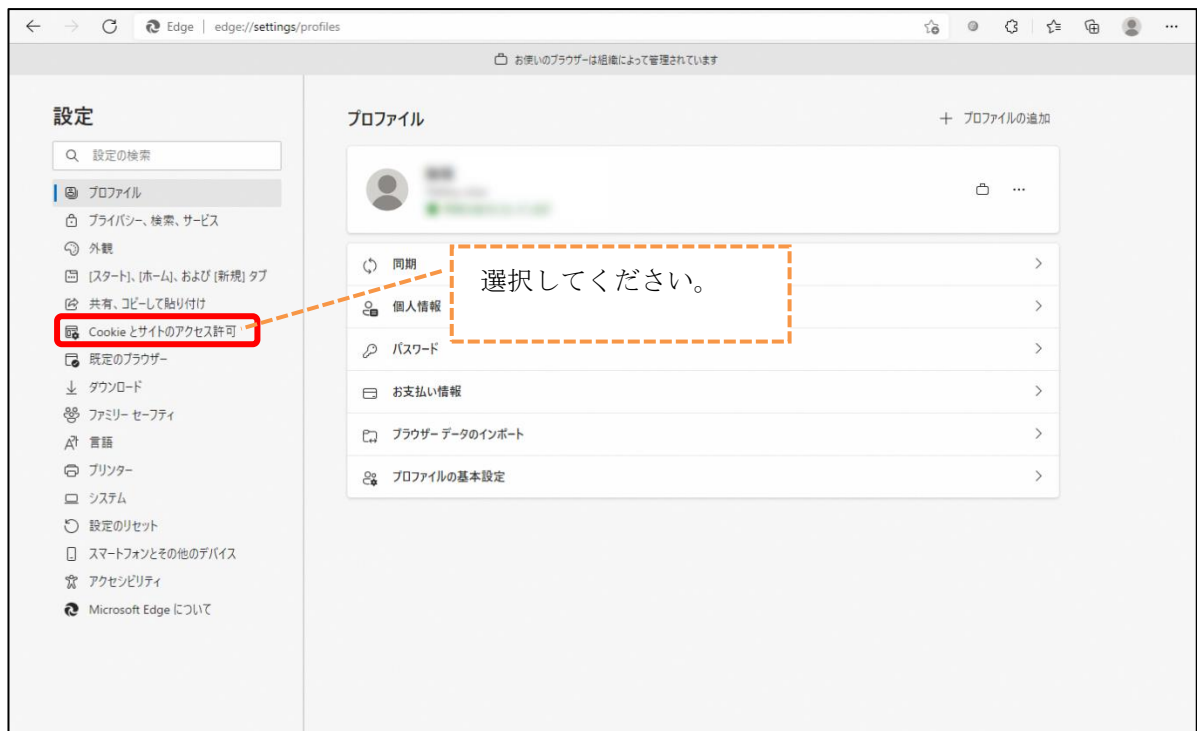 Edge | edge://settings/profiles
お使いのブラウザーは組織によって管理されています
設定
設定の検索
プロファイル
プライバシー、検索、サービス
外観
[スタート]、[ホーム]、および [新規] タブ
共有、コピーして貼り付け
Cookie とサイトのアクセス許可
既定のブラウザー
ダウンロード
ファミリー セーフティ
言語
プリンター
システム
設定のリセット
スマートフォンとその他のデバイス
アクセシビリティ
Microsoft Edge について
プロファイル
プロファイルの追加
同期
個人情報
パスワード
お支払い情報
ブラウザー データのインポート
プロファイルの基本設定
選択してください。